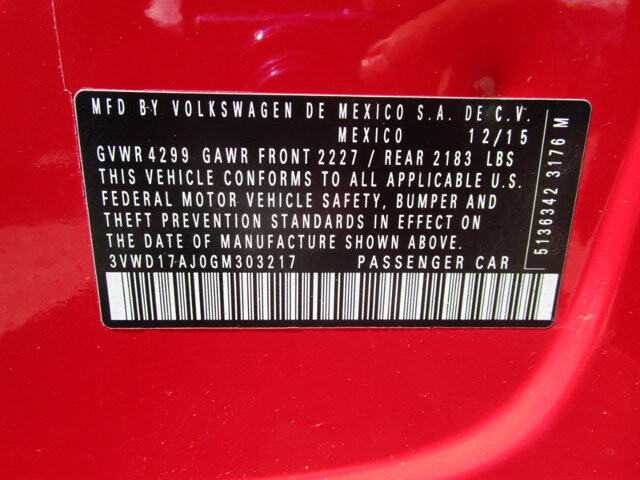 MFD BY VOLKSWAGEN DE MEXICO S.A. DE C.V.
MEXICO 12/15
GVWR 4299 GAWR FRONT 2227 / REAR 2183 LBS
THIS VEHICLE CONFORMS TO ALL APPLICABLE U.S.
FEDERAL MOTOR VEHICLE SAFETY, BUMPER AND
THEFT PREVENTION STANDARDS IN EFFECT ON
THE DATE OF MANUFACTURE SHOWN ABOVE.
3VWD17AJ0GM303217 PASSENGER CAR
5136342 3176 M